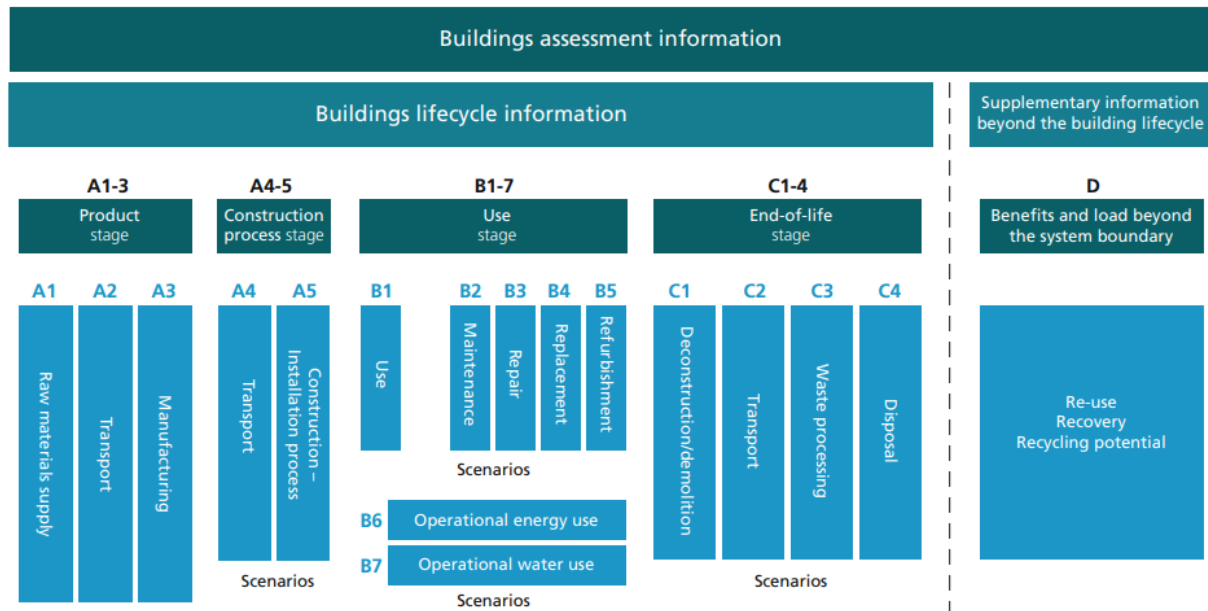 Buildings assessment information
Buildings lifecycle information
Supplementary information
beyond the building lifecycle
A1-3
A4-5
B1-7
C1-4
D
Product
stage
Construction
process stage
Use
stage
End-of-life
stage
Benefits and load beyond
the system boundary
A1
A2
A3
A4
A5
B1
B2
B3
B4
B5
C1
C2
C3
C4
Raw materials supply
Transport
Manufacturing
Transport
Construction –
Installation process
Use
Maintenance
Repair
Replacement
Refurbishment
Deconstruction/demolition
Transport
Waste processing
Disposal
Re-use
Recovery
Recycling potential
Scenarios
B6
Operational energy use
B7
Operational water use
Scenarios
Scenarios
Scenarios